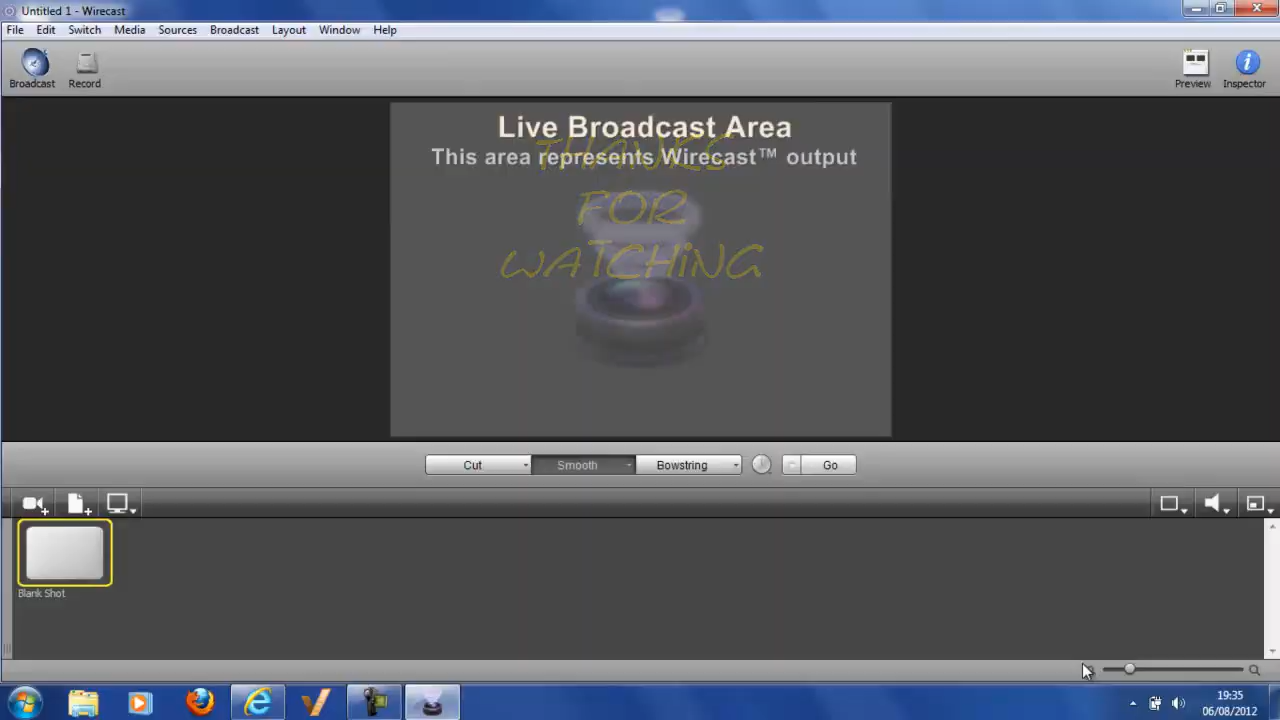 Untitled 1 - Wirecast
File Edit Switch Media Sources Broadcast Layout Window Help
Broadcast Record Preview Inspector
Live Broadcast Area
This area represents Wirecast™ output
THANKS
FOR
WATCHiNG
Cut Smooth Bowstring Go
Blank Shot
19:35
06/08/2012